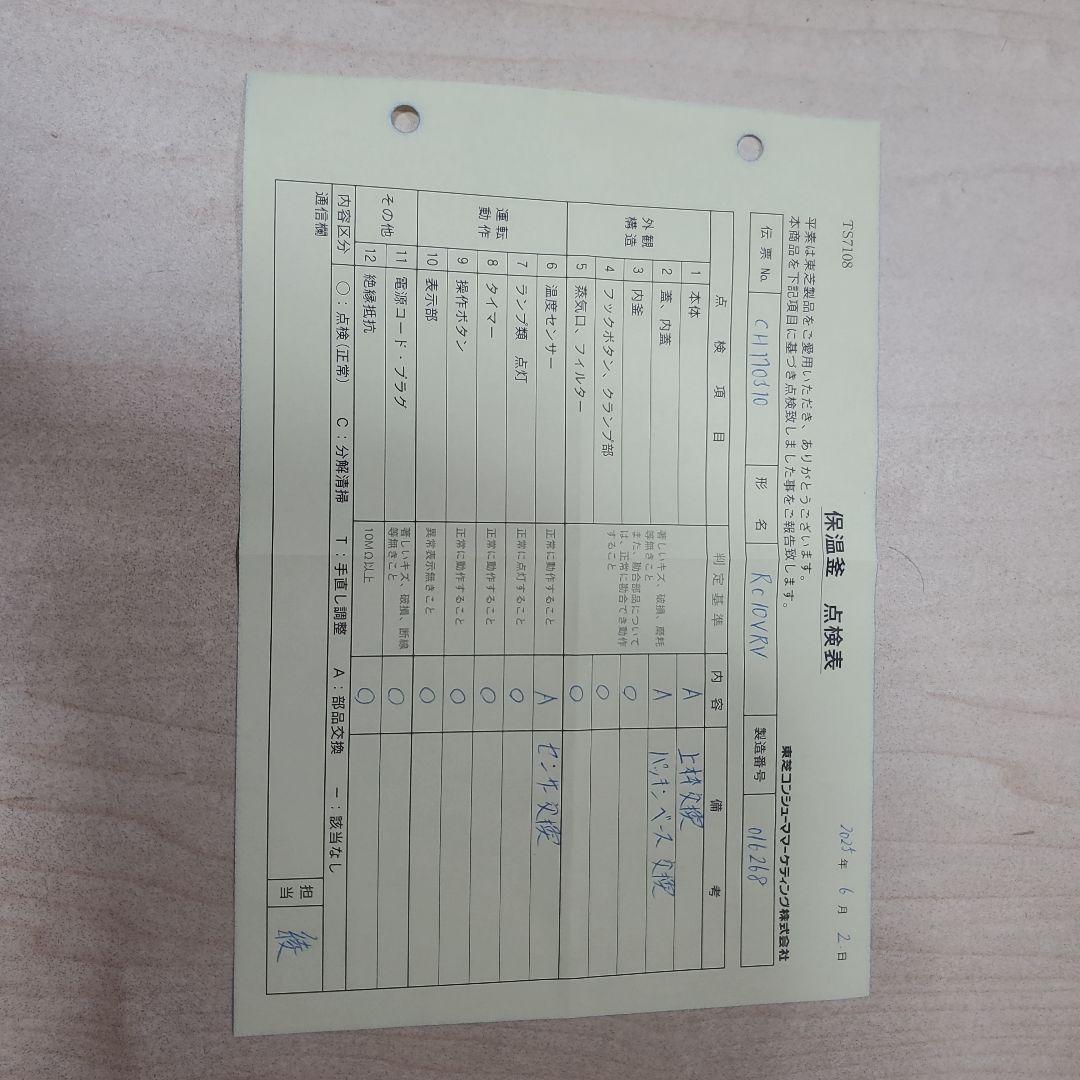 TS7108
保温釜 点検表
2025年 6月 2日
平素は東芝製品をご愛用いただき、ありがとうございます。
本商品を下記項目に基づき点検致しました事をご報告致します。
東芝コンシューママーケティング株式会社
伝票 No. CH170310 形名 RC10VRV 製造番号 016268
点検項目 判定基準 内容 備考
外観構造
1 本体 A 上枠交換
2 蓋、内蓋 A パッキンベース 交換
3 内釜 ○
4 フックボタン、クランプ部 ○
5 蒸気口、フィルター ○
著しいキズ、破損、磨耗
等無きこと
また、勘合部品について
は、正常に勘合でき動作
すること
運転動作
6 温度センサー 正常に動作すること A センサ交換
7 ランプ類 点灯 正常に点灯すること ○
8 タイマー 正常に動作すること ○
9 操作ボタン 正常に動作すること ○
10 表示部 異常表示無きこと ○
その他
11 電源コード・プラグ 著しいキズ、破損、断線等無きこと ○
12 絶縁抵抗 10MΩ以上 ○
内容区分 ○:点検(正常) C:分解清掃 T:手直し調整 A:部品交換 −:該当なし
通信欄
担当